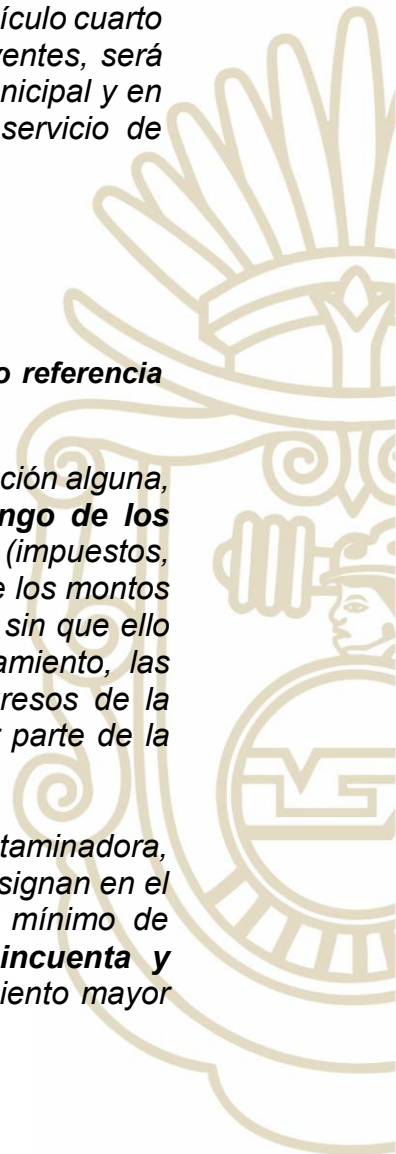 ículo cuarto
entes, será
nicipal y en
servicio de
o referencia
ción alguna,
ngo de los
(impuestos,
e los montos
sin que ello
amiento, las
resos de la
parte de la
taminadora,
signan en el
mínimo de
incuenta y
iento mayor